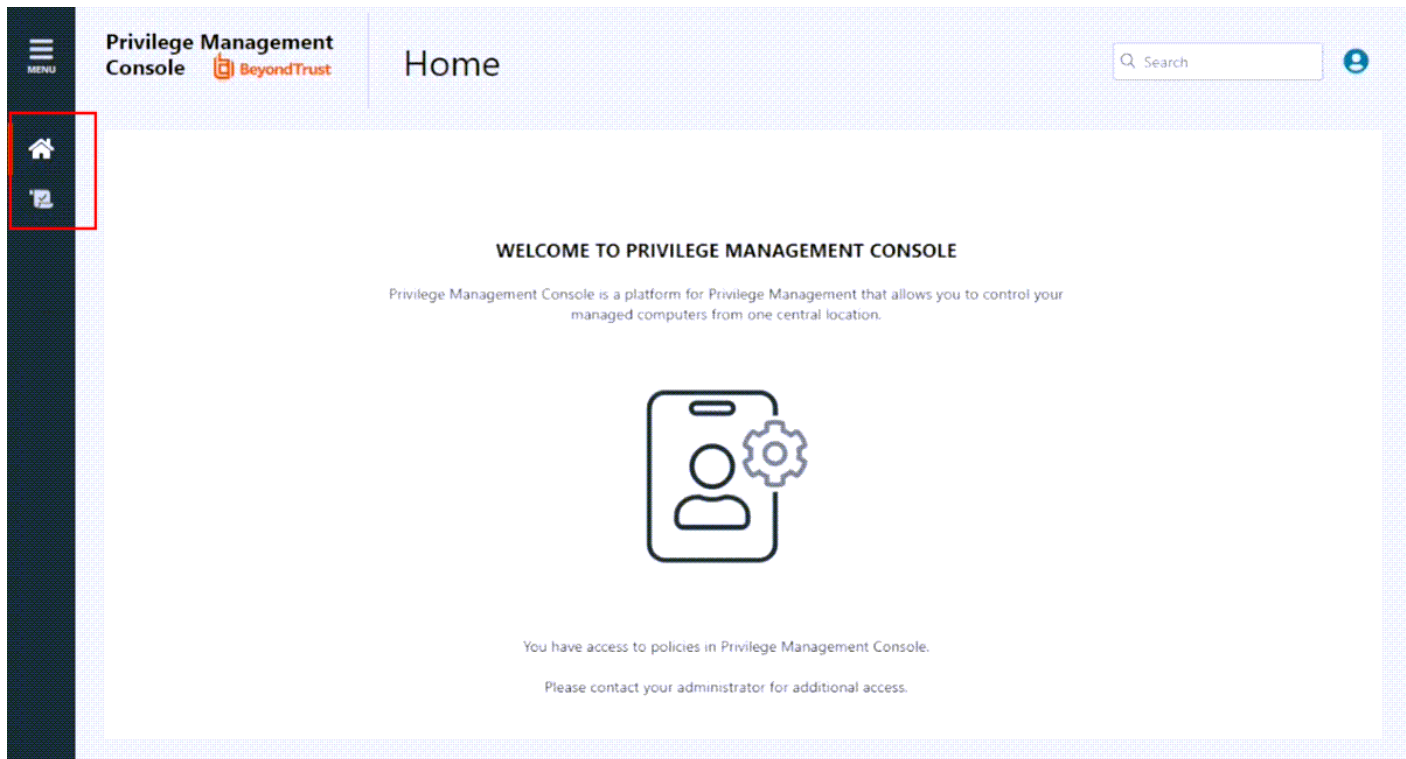 MENU
Privilege Management
Console BeyondTrust
Home
Search
WELCOME TO PRIVILEGE MANAGEMENT CONSOLE
Privilege Management Console is a platform for Privilege Management that allows you to control your
managed computers from one central location.
You have access to policies in Privilege Management Console.
Please contact your administrator for additional access.